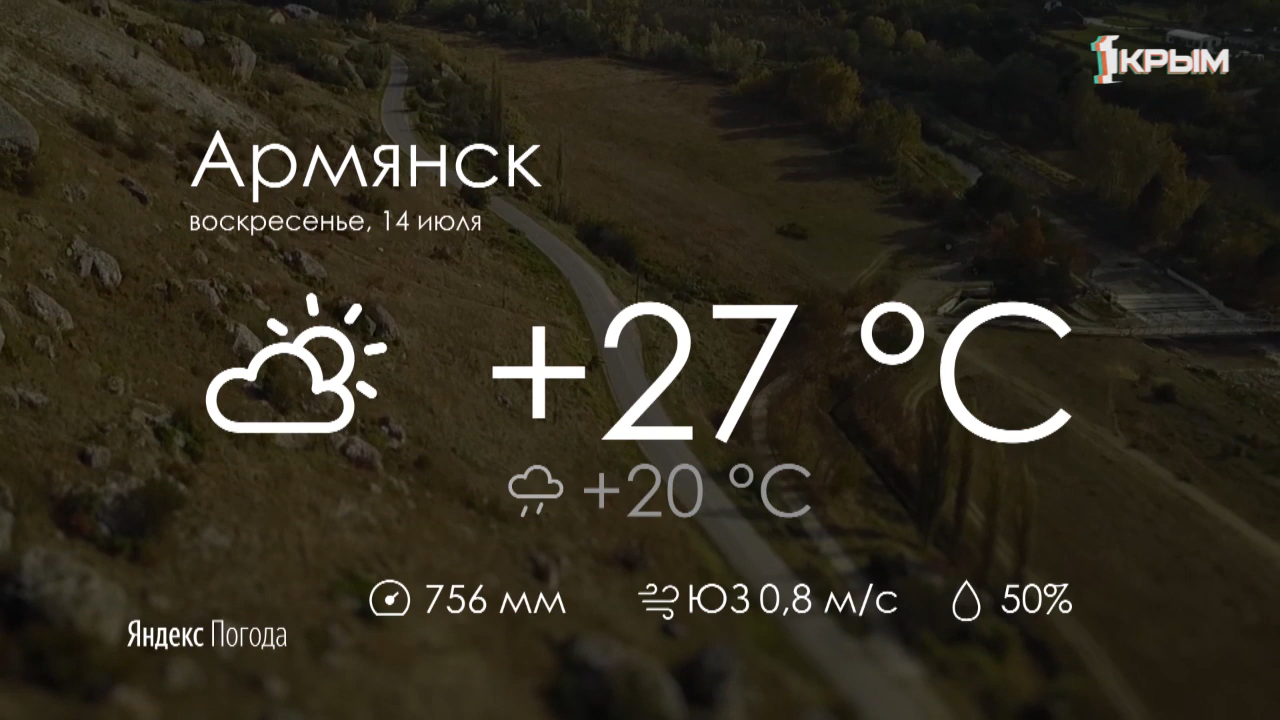 1КРЫМ
Армянск
воскресенье, 14 июля
+27 °C
+20 °C
756 мм ЮЗ 0,8 м/с 50%
Яндекс Погода